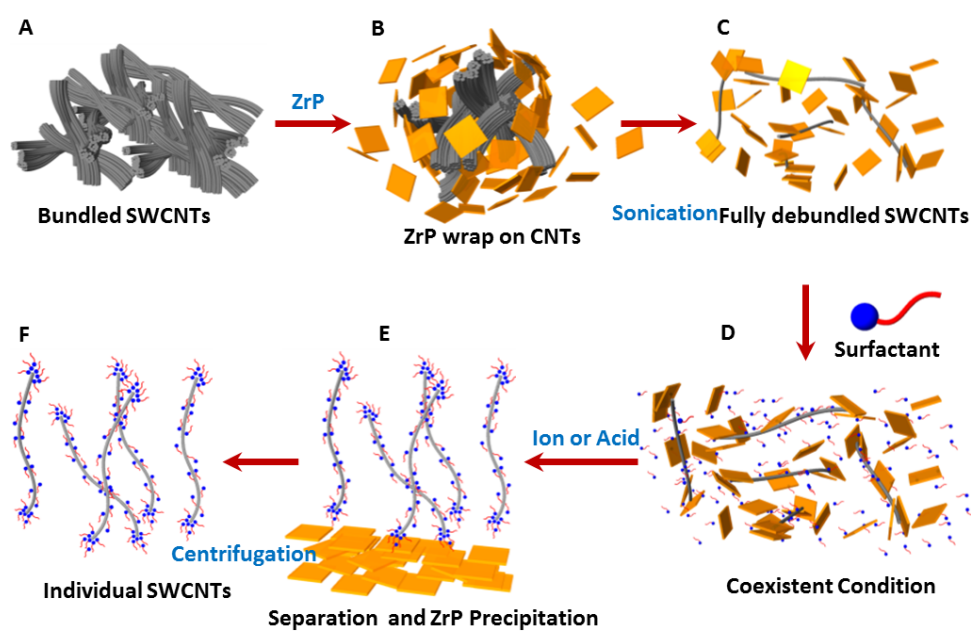 A
B
C
ZrP
Bundled SWCNTs
ZrP wrap on CNTs
Sonication
Fully debundled SWCNTs
Surfactant
F
E
D
Ion or Acid
Centrifugation
Individual SWCNTs
Separation and ZrP Precipitation
Coexistent Condition